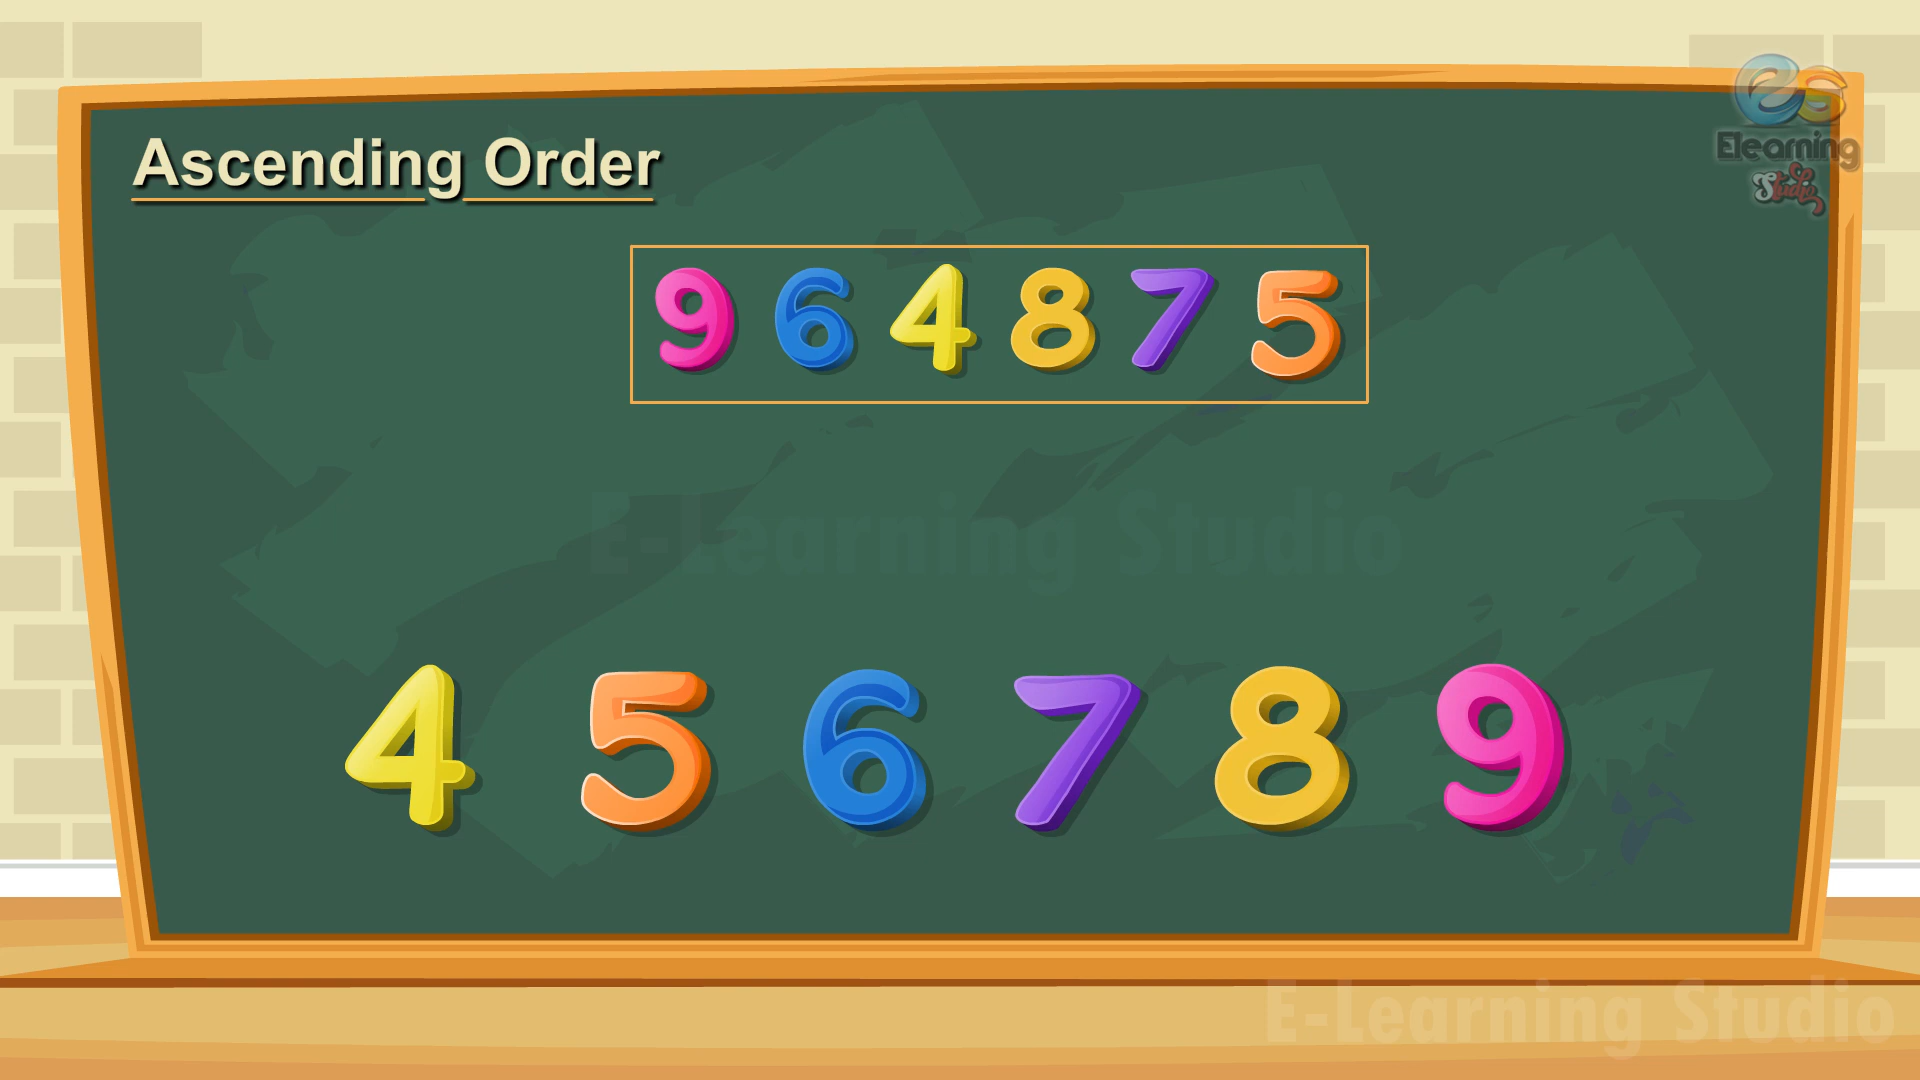 Ascending Order
Elearning
Studio
9 6 4 8 7 5
E-Learning Studio
4 5 6 7 8 9
E-Learning Studio